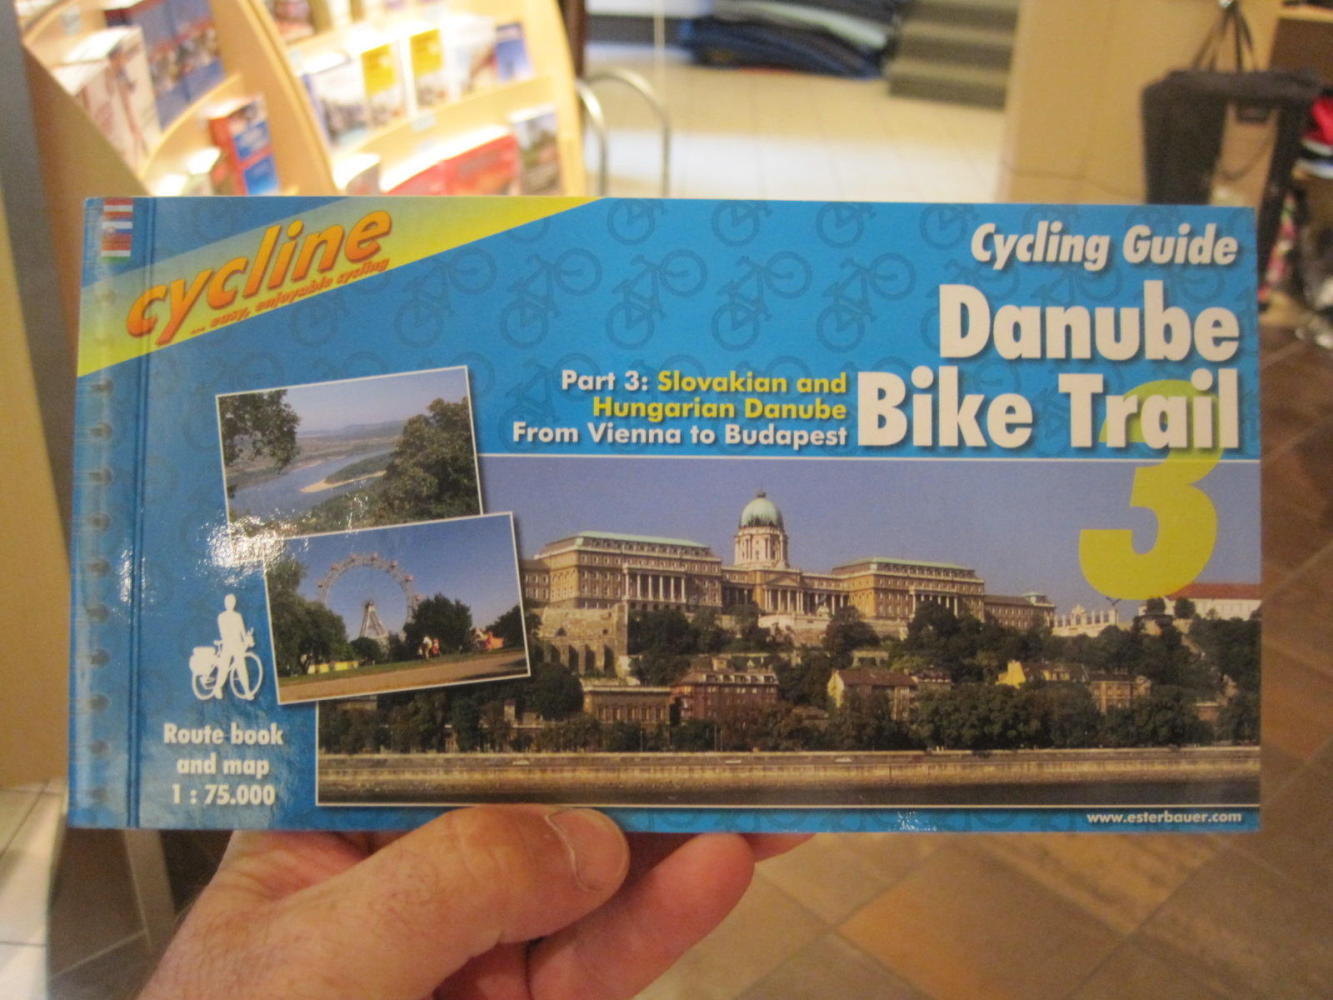 cycline
... easy, enjoyable cycling
Cycling Guide
Danube
Bike Trail
3
Part 3: Slovakian and
Hungarian Danube
From Vienna to Budapest
Route book
and map
1 : 75.000
www.esterbauer.com